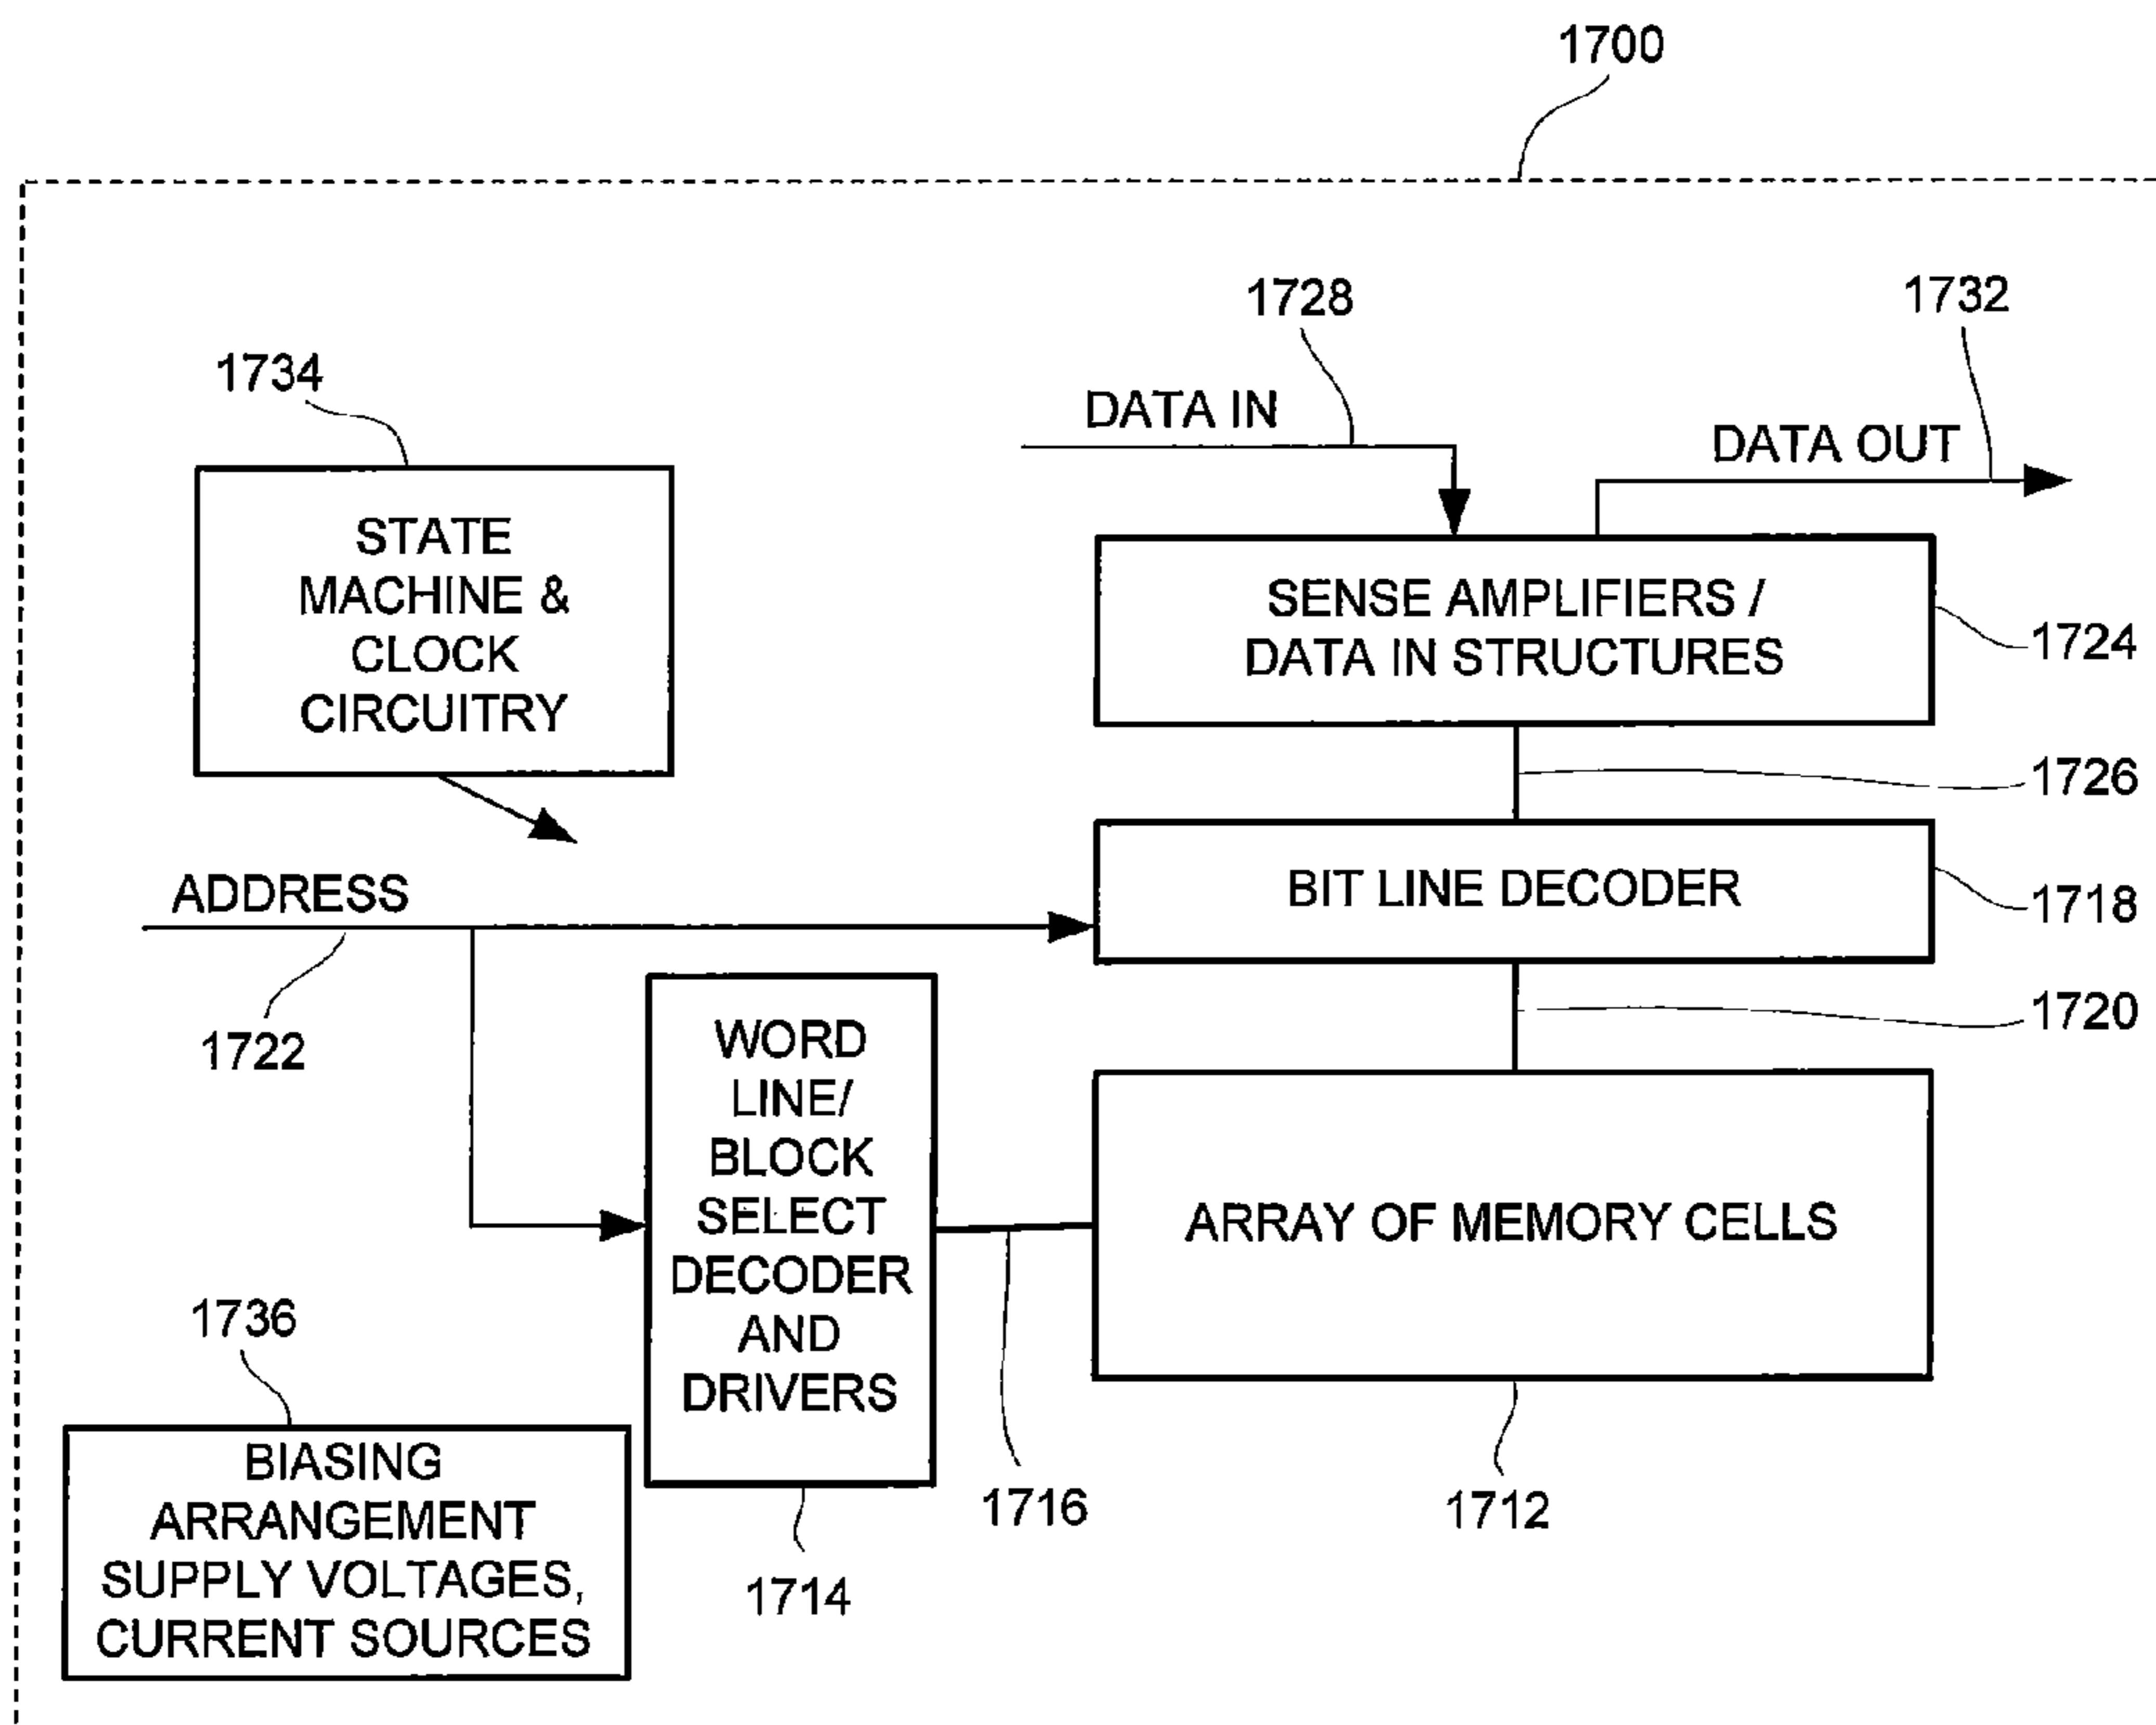 1700
1728
1732
1734
DATA IN
DATA OUT
STATE
MACHINE &
CLOCK
CIRCUITRY
SENSE AMPLIFIERS /
DATA IN STRUCTURES
1724
1726
ADDRESS
BIT LINE DECODER
1718
1722
1720
WORD
LINE/
BLOCK
SELECT
DECODER
AND
DRIVERS
ARRAY OF MEMORY CELLS
1736
BIASING
ARRANGEMENT
SUPPLY VOLTAGES,
CURRENT SOURCES
1716
1712
1714